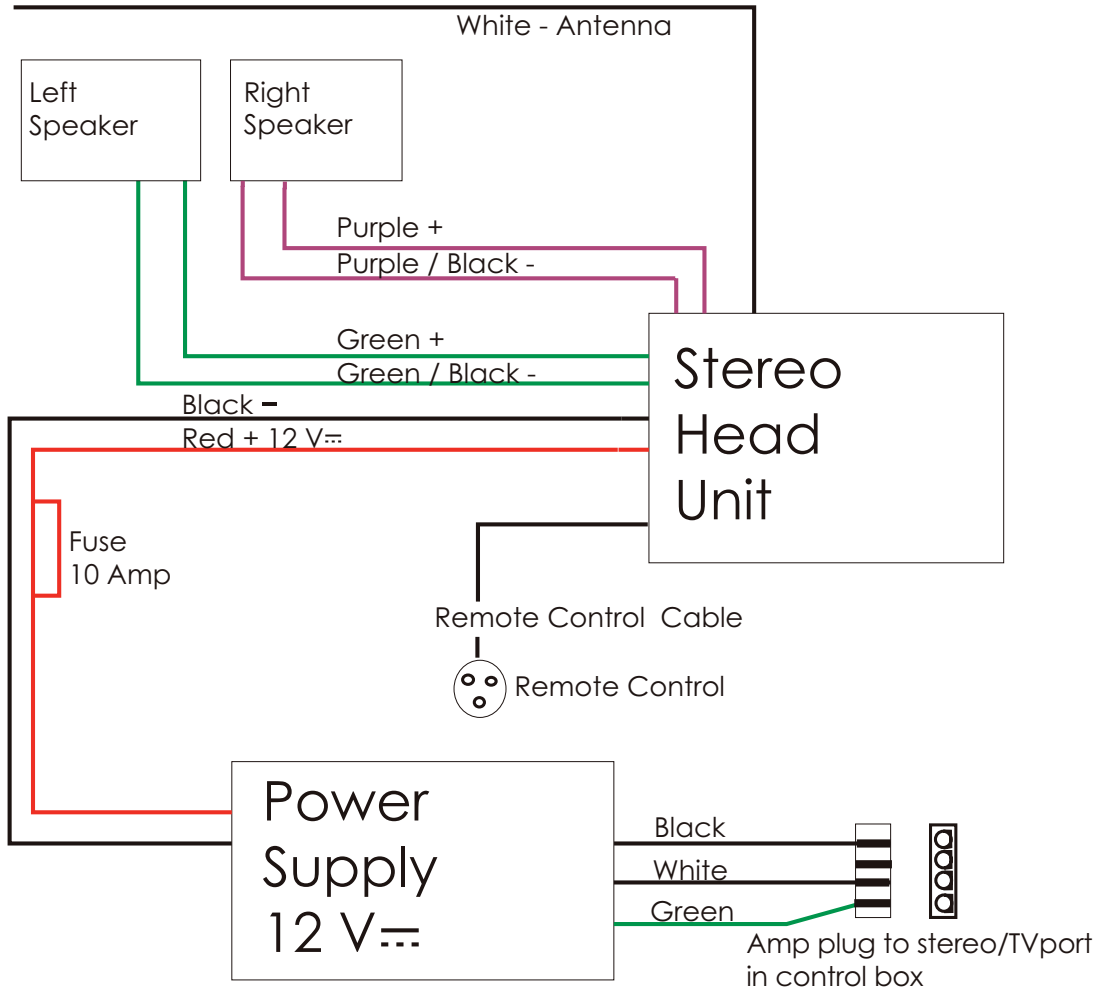 White - Antenna
Left
Speaker
Right
Speaker
Purple +
Purple / Black -
Green +
Green / Black -
Black –
Red + 12 V⎓
Stereo
Head
Unit
Fuse
10 Amp
Remote Control Cable
Remote Control
Power
Supply
12 V⎓
Black
White
Green
Amp plug to stereo/TVport
in control box